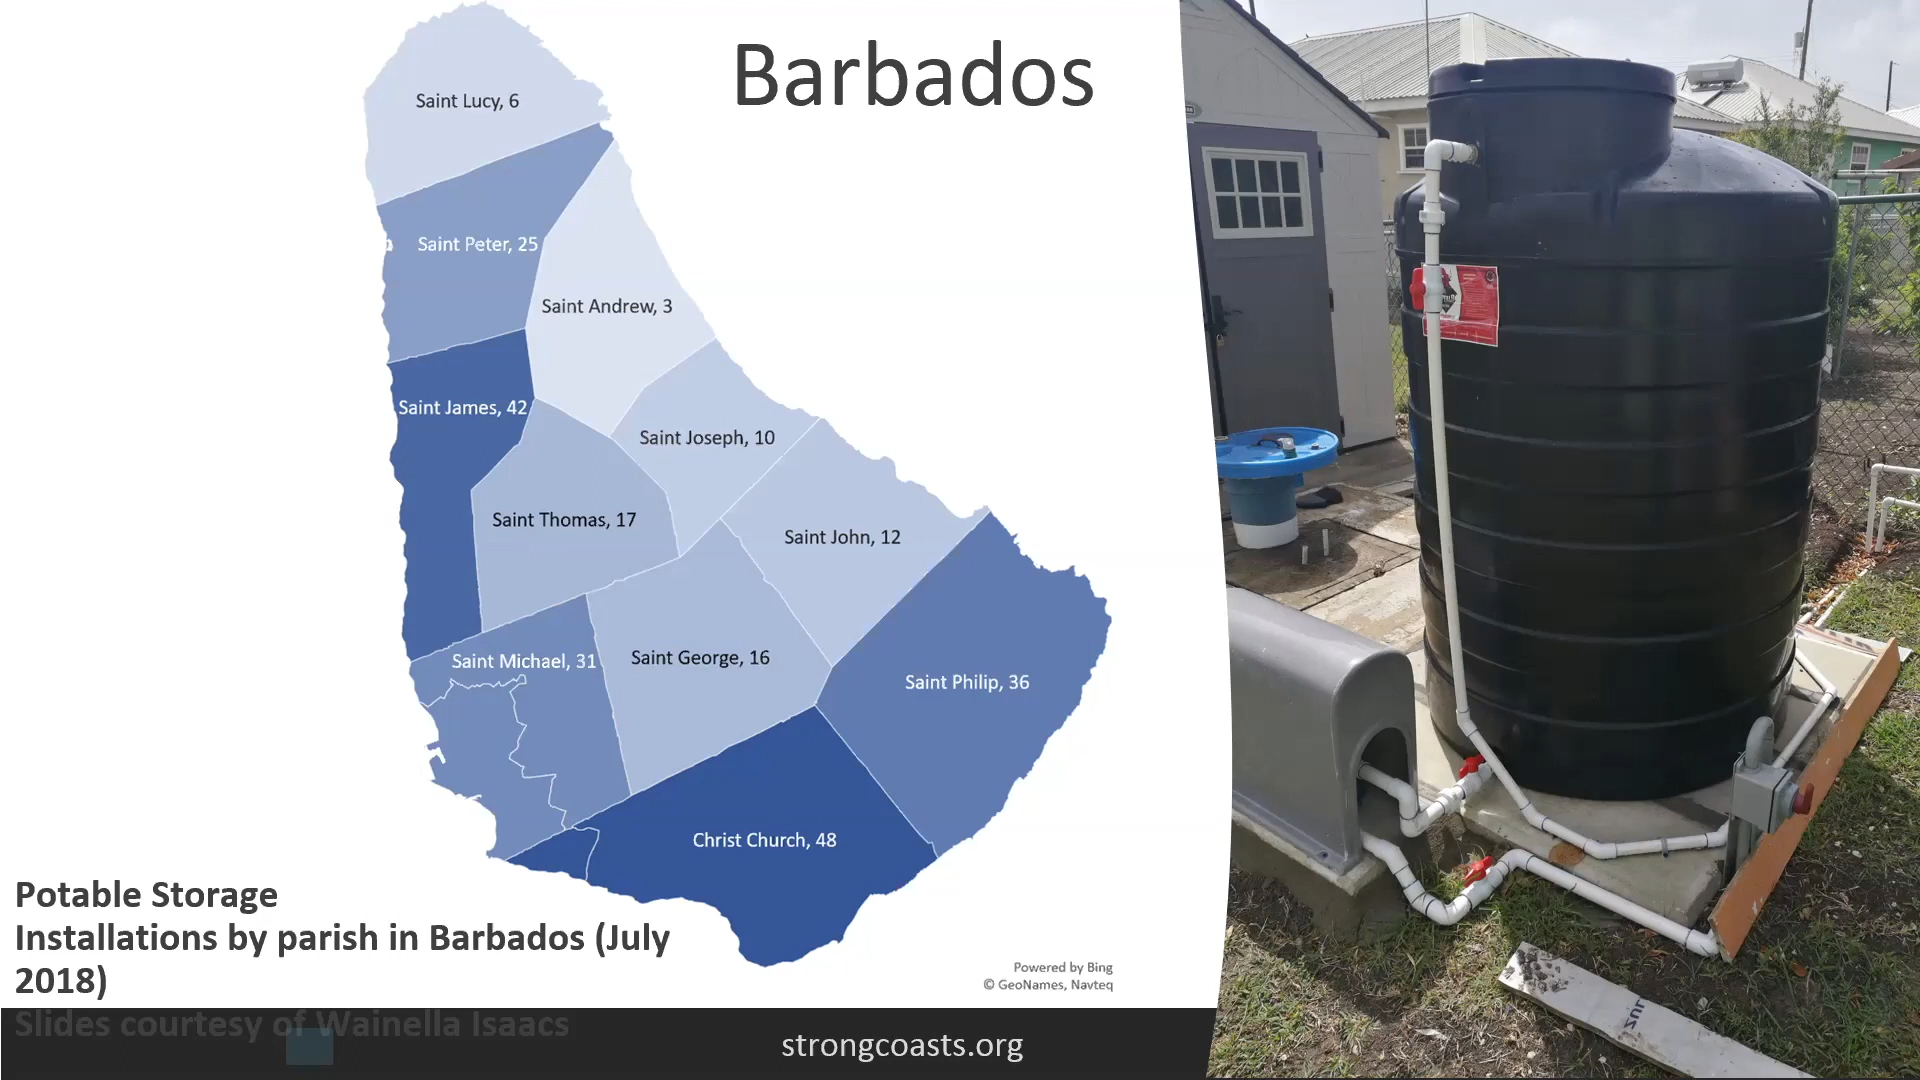 Barbados
Saint Lucy, 6
Saint Peter, 25
Saint Andrew, 3
Saint James, 42
Saint Joseph, 10
Saint Thomas, 17
Saint John, 12
Saint Michael, 31
Saint George, 16
Saint Philip, 36
Christ Church, 48
Potable Storage
Installations by parish in Barbados (July
2018)
Powered by Bing
© GeoNames, Navteq
Slides courtesy of Wainella Isaacs
strongcoasts.org